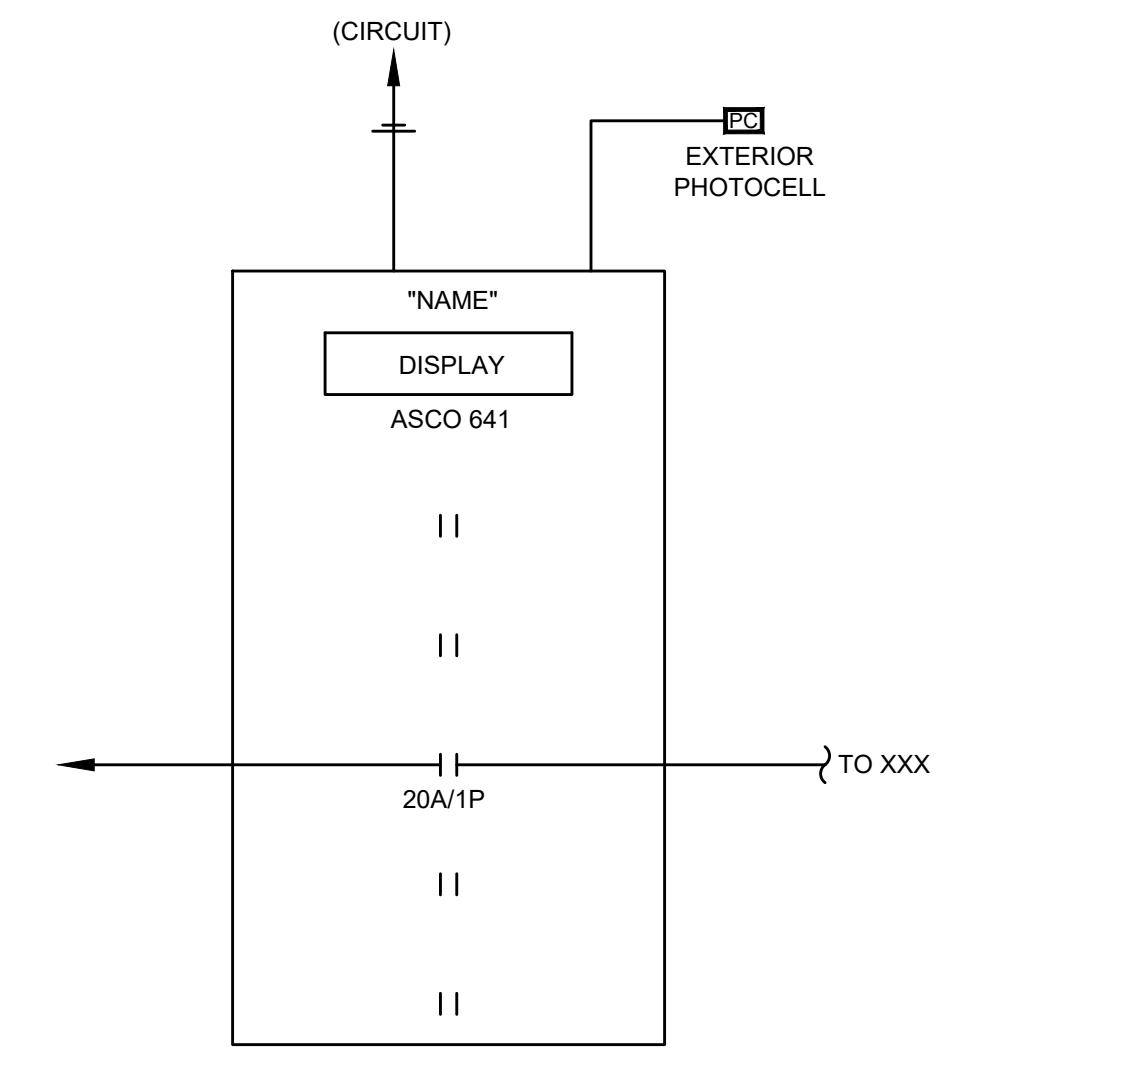 (CIRCUIT)
PC
EXTERIOR
PHOTOCELL
"NAME"
DISPLAY
ASCO 641
TO XXX
20A/1P